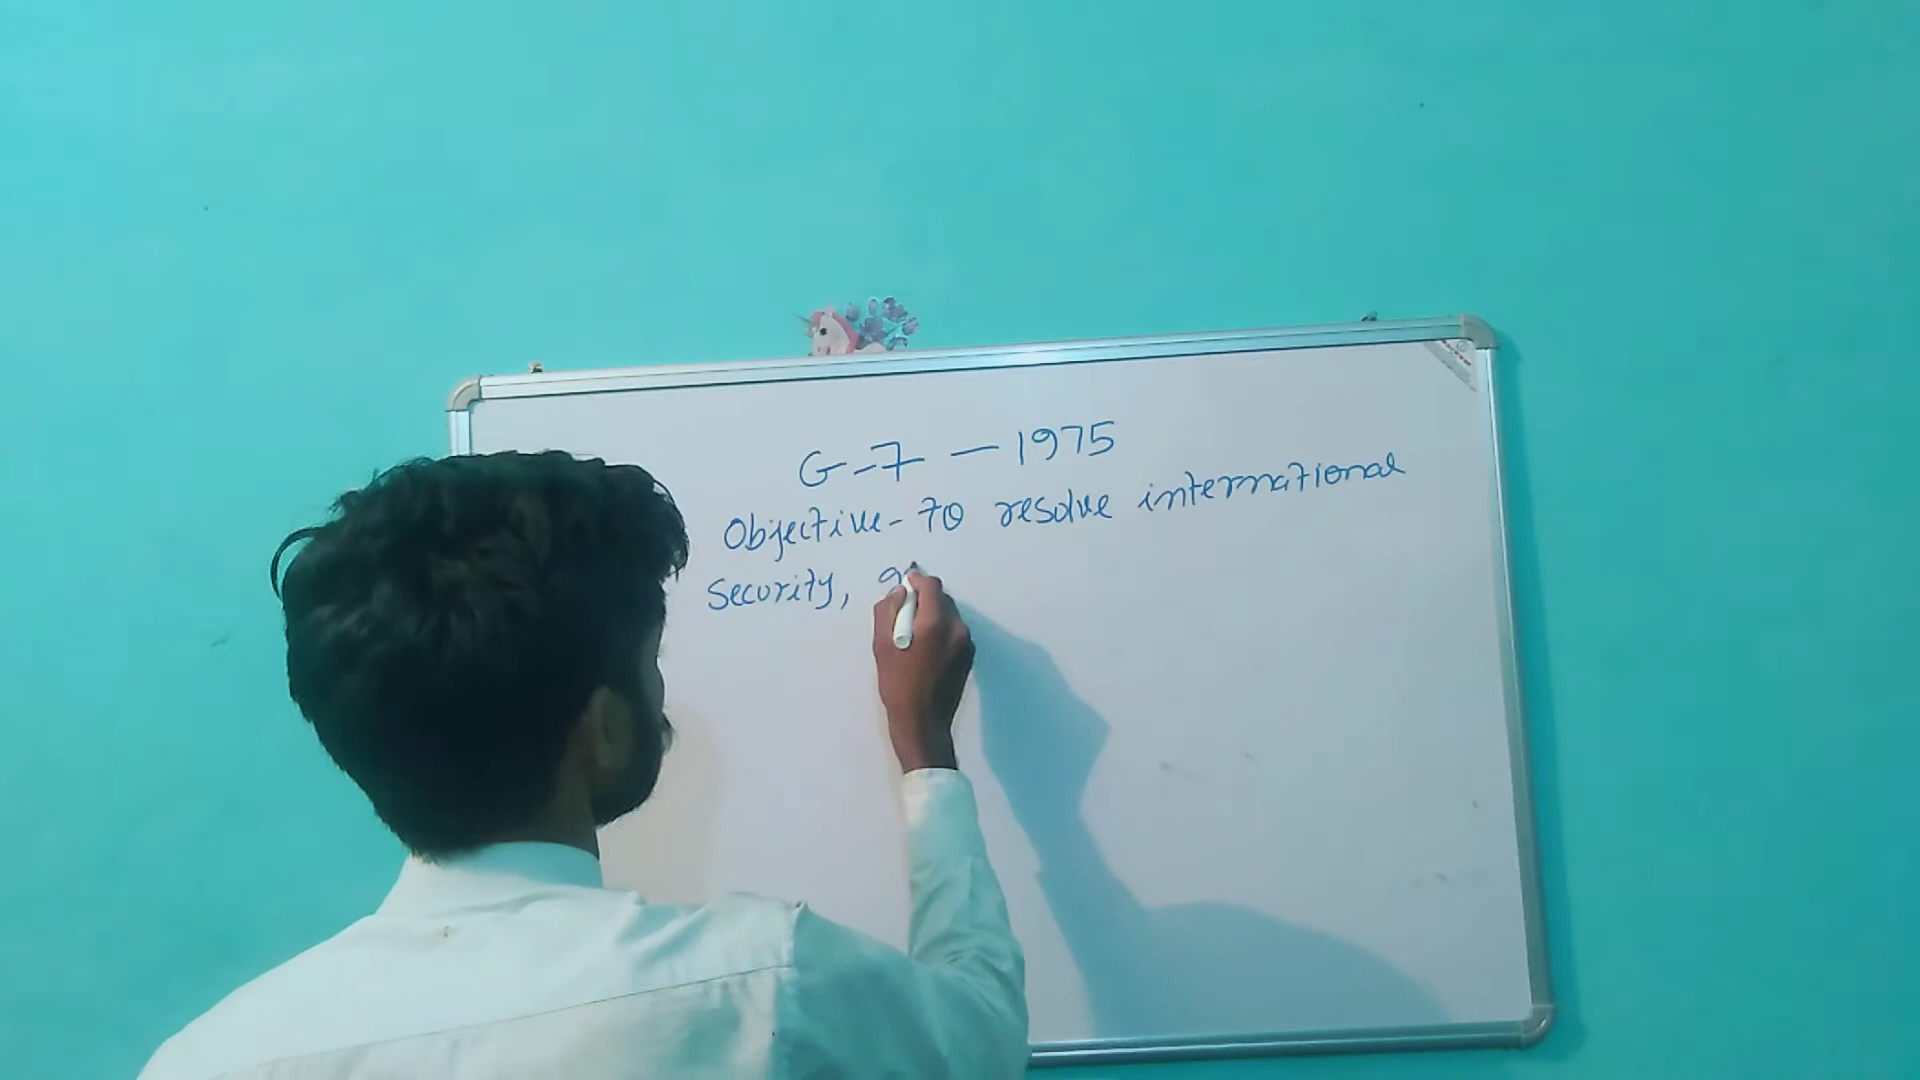 G-7 — 1975
Objective - to resolve international
security,